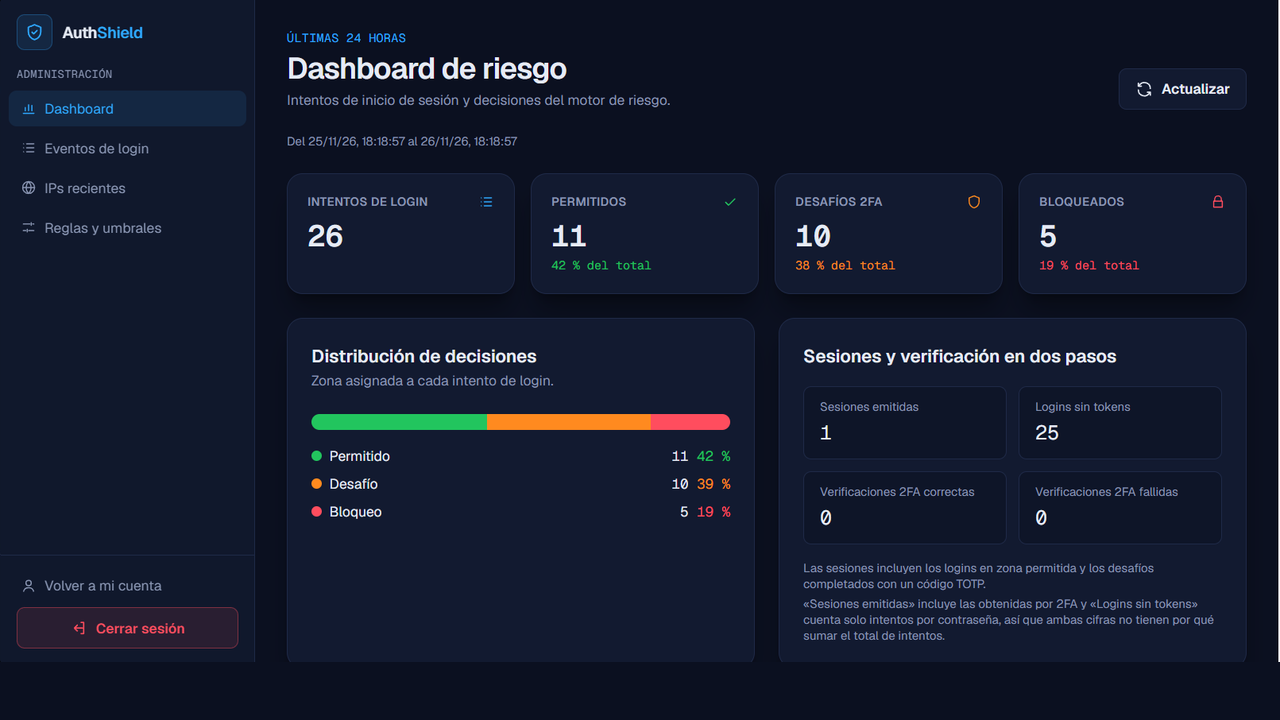 AuthShield
ADMINISTRACIÓN
Dashboard
Eventos de login
IPs recientes
Reglas y umbrales
Volver a mi cuenta
Cerrar sesión
ÚLTIMAS 24 HORAS
Dashboard de riesgo
Intentos de inicio de sesión y decisiones del motor de riesgo.
Actualizar
Del 25/11/26, 18:18:57 al 26/11/26, 18:18:57
INTENTOS DE LOGIN
26
PERMITIDOS
11
42 % del total
DESAFÍOS 2FA
10
38 % del total
BLOQUEADOS
5
19 % del total
Distribución de decisiones
Zona asignada a cada intento de login.
Permitido 11 42 %
Desafío 10 39 %
Bloqueo 5 19 %
Sesiones y verificación en dos pasos
Sesiones emitidas
1
Logins sin tokens
25
Verificaciones 2FA correctas
0
Verificaciones 2FA fallidas
0
Las sesiones incluyen los logins en zona permitida y los desafíos
completados con un código TOTP.
«Sesiones emitidas» incluye las obtenidas por 2FA y «Logins sin tokens»
cuenta solo intentos por contraseña, así que ambas cifras no tienen por qué
sumar el total de intentos.